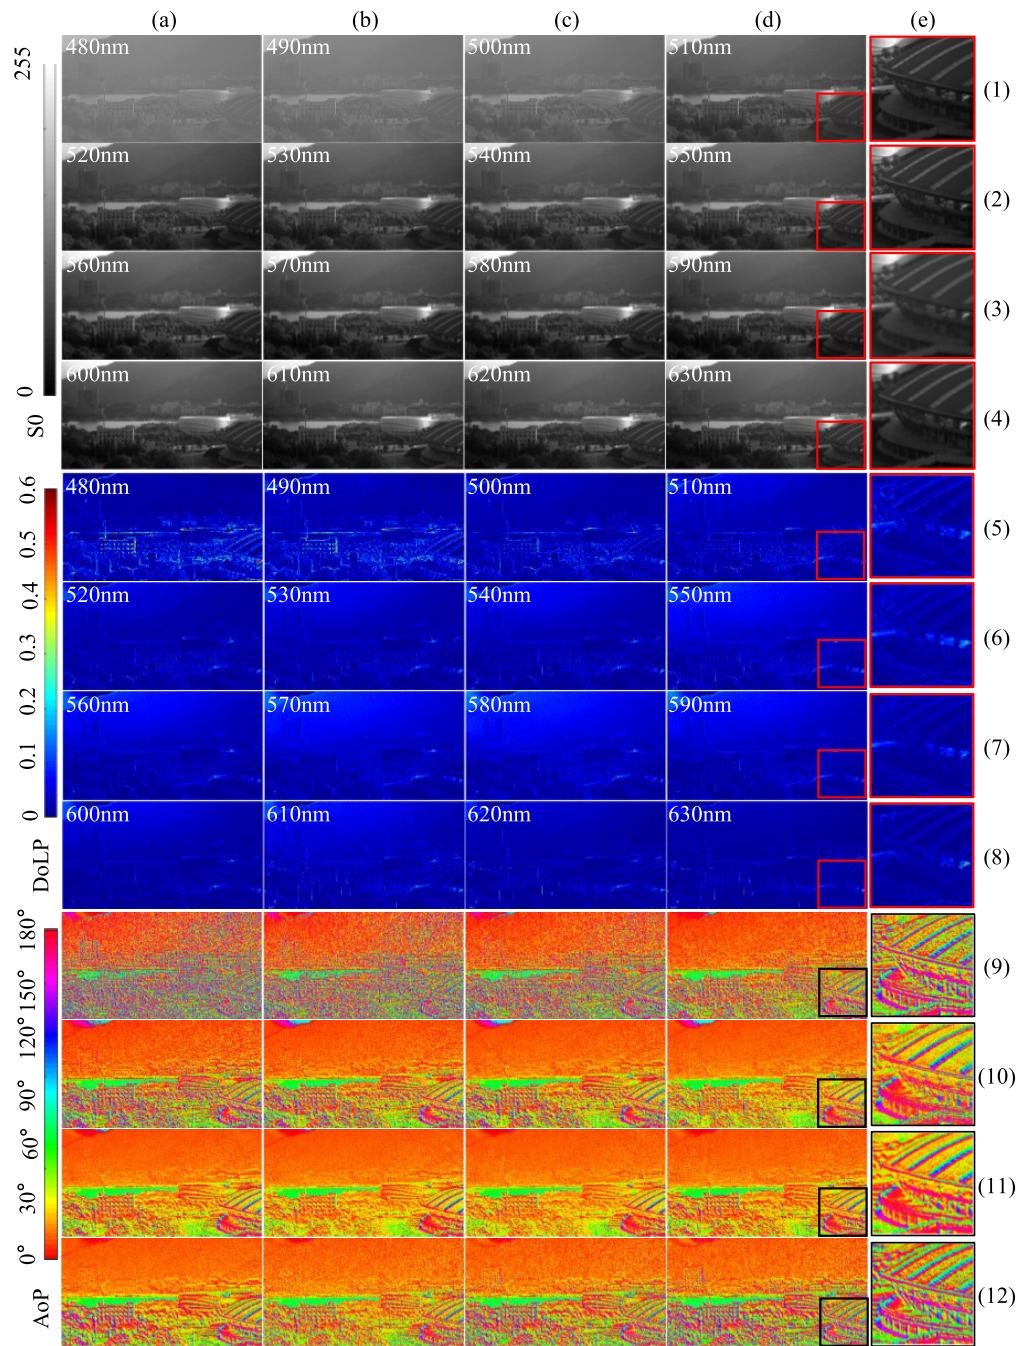 (a) (b) (c) (d) (e)
480nm 490nm 500nm 510nm (1)
520nm 530nm 540nm 550nm (2)
560nm 570nm 580nm 590nm (3)
600nm 610nm 620nm 630nm (4)
255
0
S0
480nm 490nm 500nm 510nm (5)
520nm 530nm 540nm 550nm (6)
560nm 570nm 580nm 590nm (7)
600nm 610nm 620nm 630nm (8)
0.6
0.5
0.4
0.3
0.2
0.1
0
DoLP
(9)
(10)
(11)
(12)
180°
150°
120°
90°
60°
30°
0°
AoP